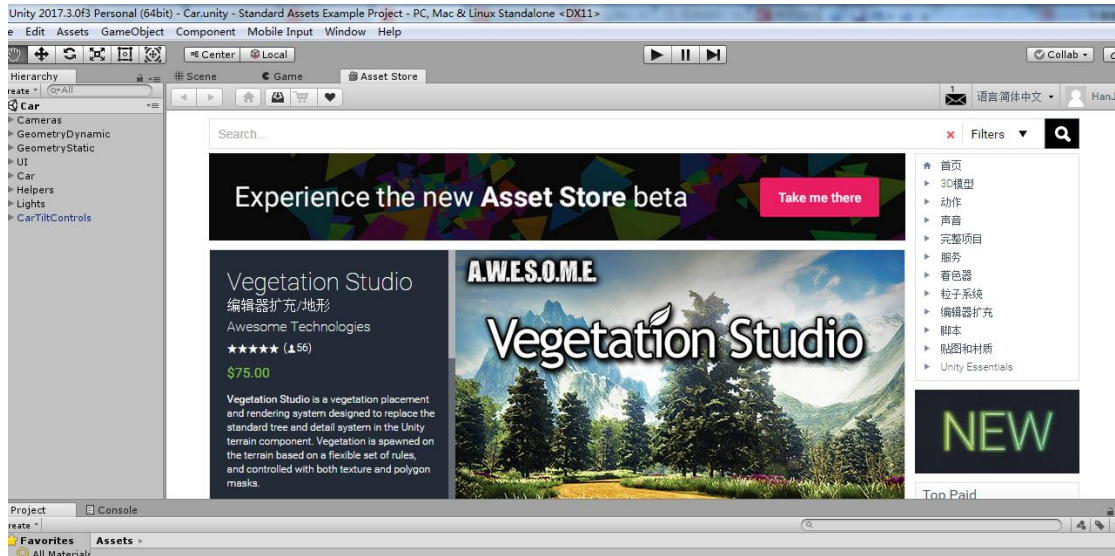 Unity 2017.3.0f3 Personal (64bit) - Car.unity - Standard Assets Example Project - PC, Mac & Linux Standalone <DX11>
e Edit Assets GameObject Component Mobile Input Window Help
Center Local Collab
Hierarchy
# Scene Game Asset Store
reate All
语言:简体中文 HanJ
Car
Cameras
GeometryDynamic
GeometryStatic
UI
Car
Helpers
Lights
CarTiltControls
Search... Filters
Experience the new Asset Store beta Take me there
首页
3D模型
动作
声音
完整项目
服务
着色器
粒子系统
编辑器扩充
脚本
贴图和材质
Unity Essentials
Vegetation Studio
编辑器扩充/地形
Awesome Technologies
★★★★★ (56)
$75.00
Vegetation Studio is a vegetation placement
and rendering system designed to replace the
standard tree and detail system in the Unity
terrain component. Vegetation is spawned on
the terrain based on a flexible set of rules,
and controlled with both texture and polygon
masks.
A.W.E.S.O.M.E.
Vegetation Studio
NEW
Top Paid
Project Console
reate
Favorites Assets
All Materials